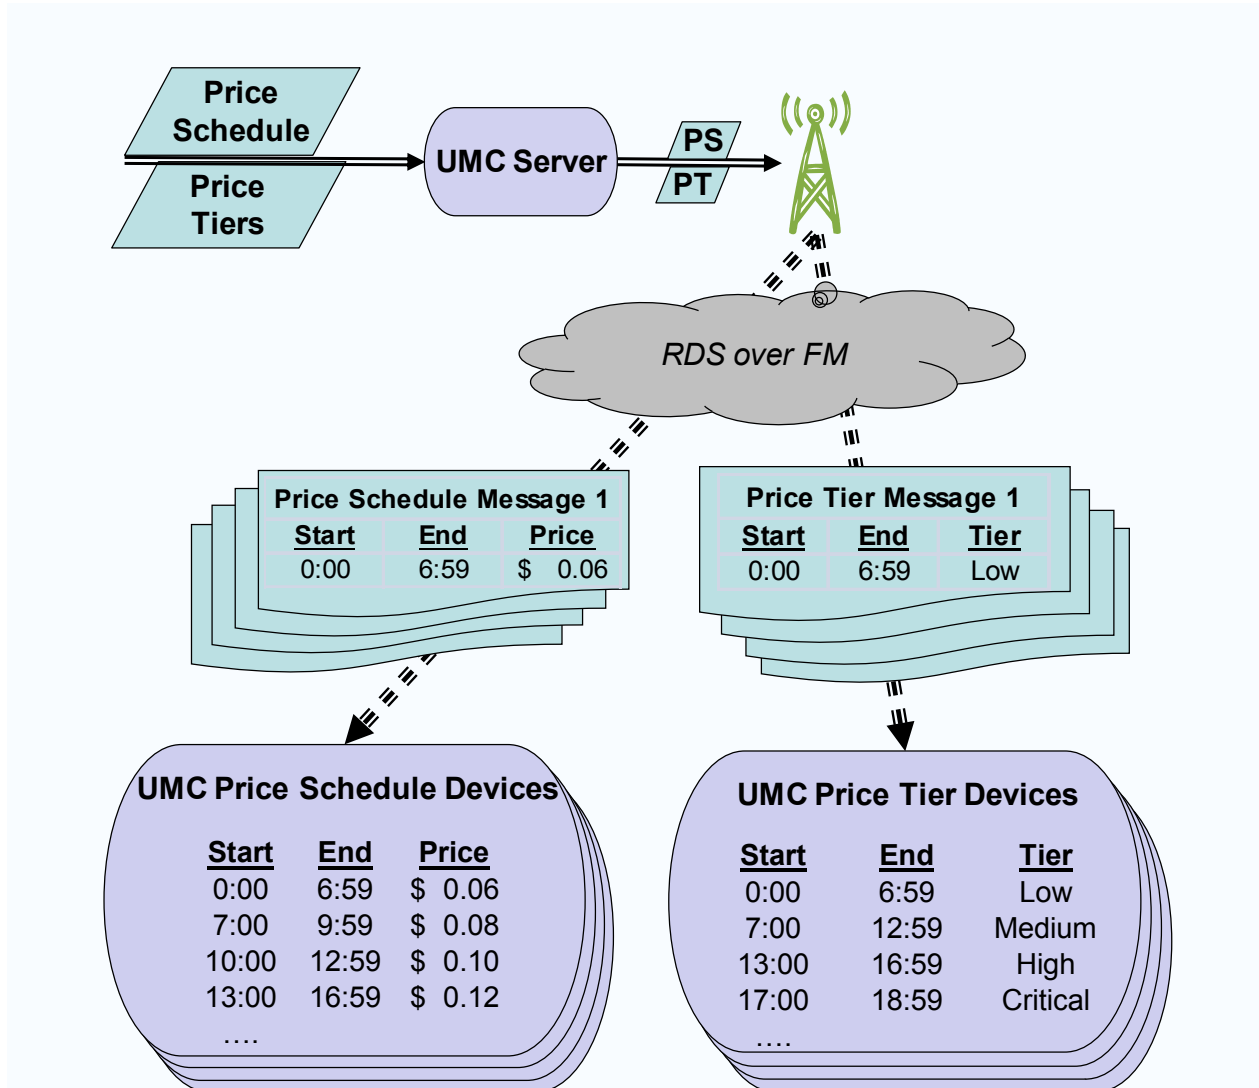 Price
Schedule
Price
Tiers
UMC Server
PS
PT
RDS over FM
Price Schedule Message 1
Start End Price
0:00 6:59 $ 0.06
Price Tier Message 1
Start End Tier
0:00 6:59 Low
UMC Price Schedule Devices
Start End Price
0:00 6:59 $ 0.06
7:00 9:59 $ 0.08
10:00 12:59 $ 0.10
13:00 16:59 $ 0.12
....
UMC Price Tier Devices
Start End Tier
0:00 6:59 Low
7:00 12:59 Medium
13:00 16:59 High
17:00 18:59 Critical
....